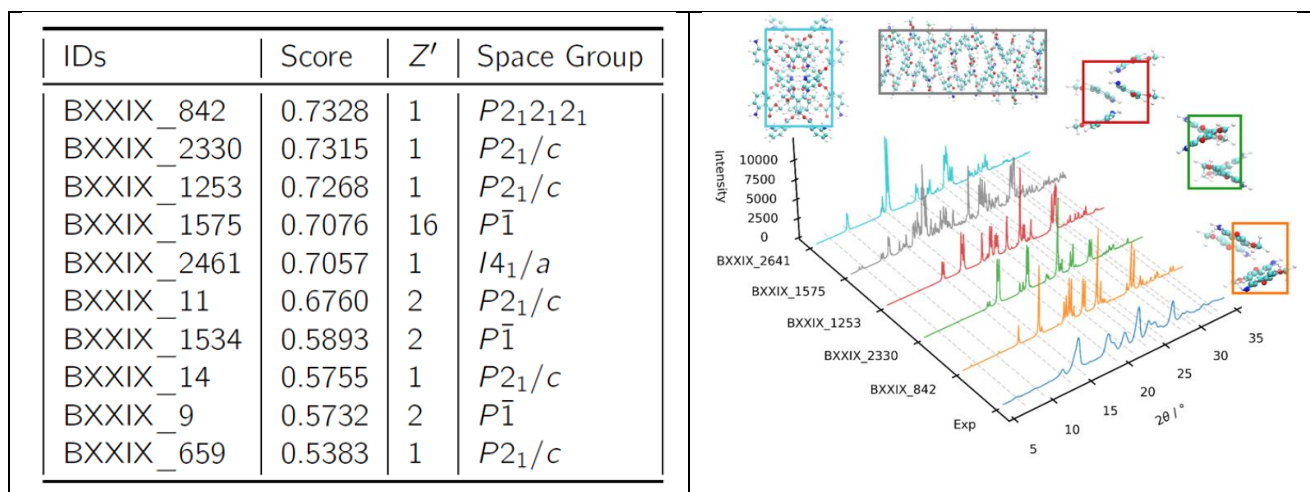 IDs Score Z′ Space Group
BXXIX_842 0.7328 1 P2₁2₁2₁
BXXIX_2330 0.7315 1 P2₁/c
BXXIX_1253 0.7268 1 P2₁/c
BXXIX_1575 0.7076 16 P1̄
BXXIX_2461 0.7057 1 I4₁/a
BXXIX_11 0.6760 2 P2₁/c
BXXIX_1534 0.5893 2 P1̄
BXXIX_14 0.5755 1 P2₁/c
BXXIX_9 0.5732 2 P1̄
BXXIX_659 0.5383 1 P2₁/c
Intensity
10000
7500
5000
2500
0
BXXIX_2641
BXXIX_1575
BXXIX_1253
BXXIX_2330
BXXIX_842
Exp
5
10
15
20
25
30
35
2θ / °